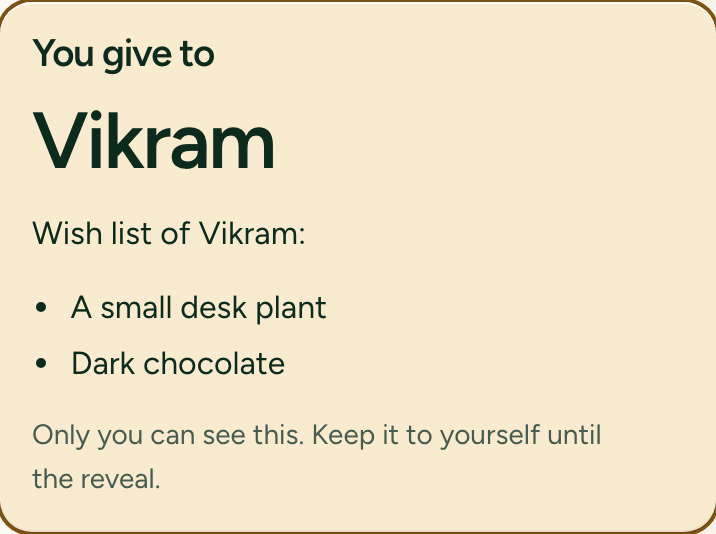 You give to
Vikram
Wish list of Vikram:
• A small desk plant
• Dark chocolate
Only you can see this. Keep it to yourself until
the reveal.